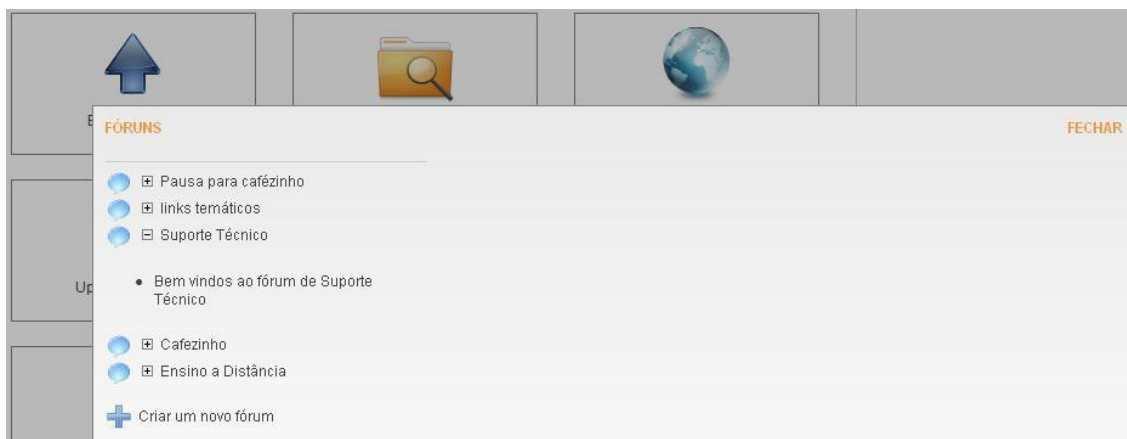 FÓRUNS
FECHAR
Pausa para cafézinho
links temáticos
Suporte Técnico
Bem vindos ao fórum de Suporte
Técnico
Up
Cafezinho
Ensino a Distância
Criar um novo fórum